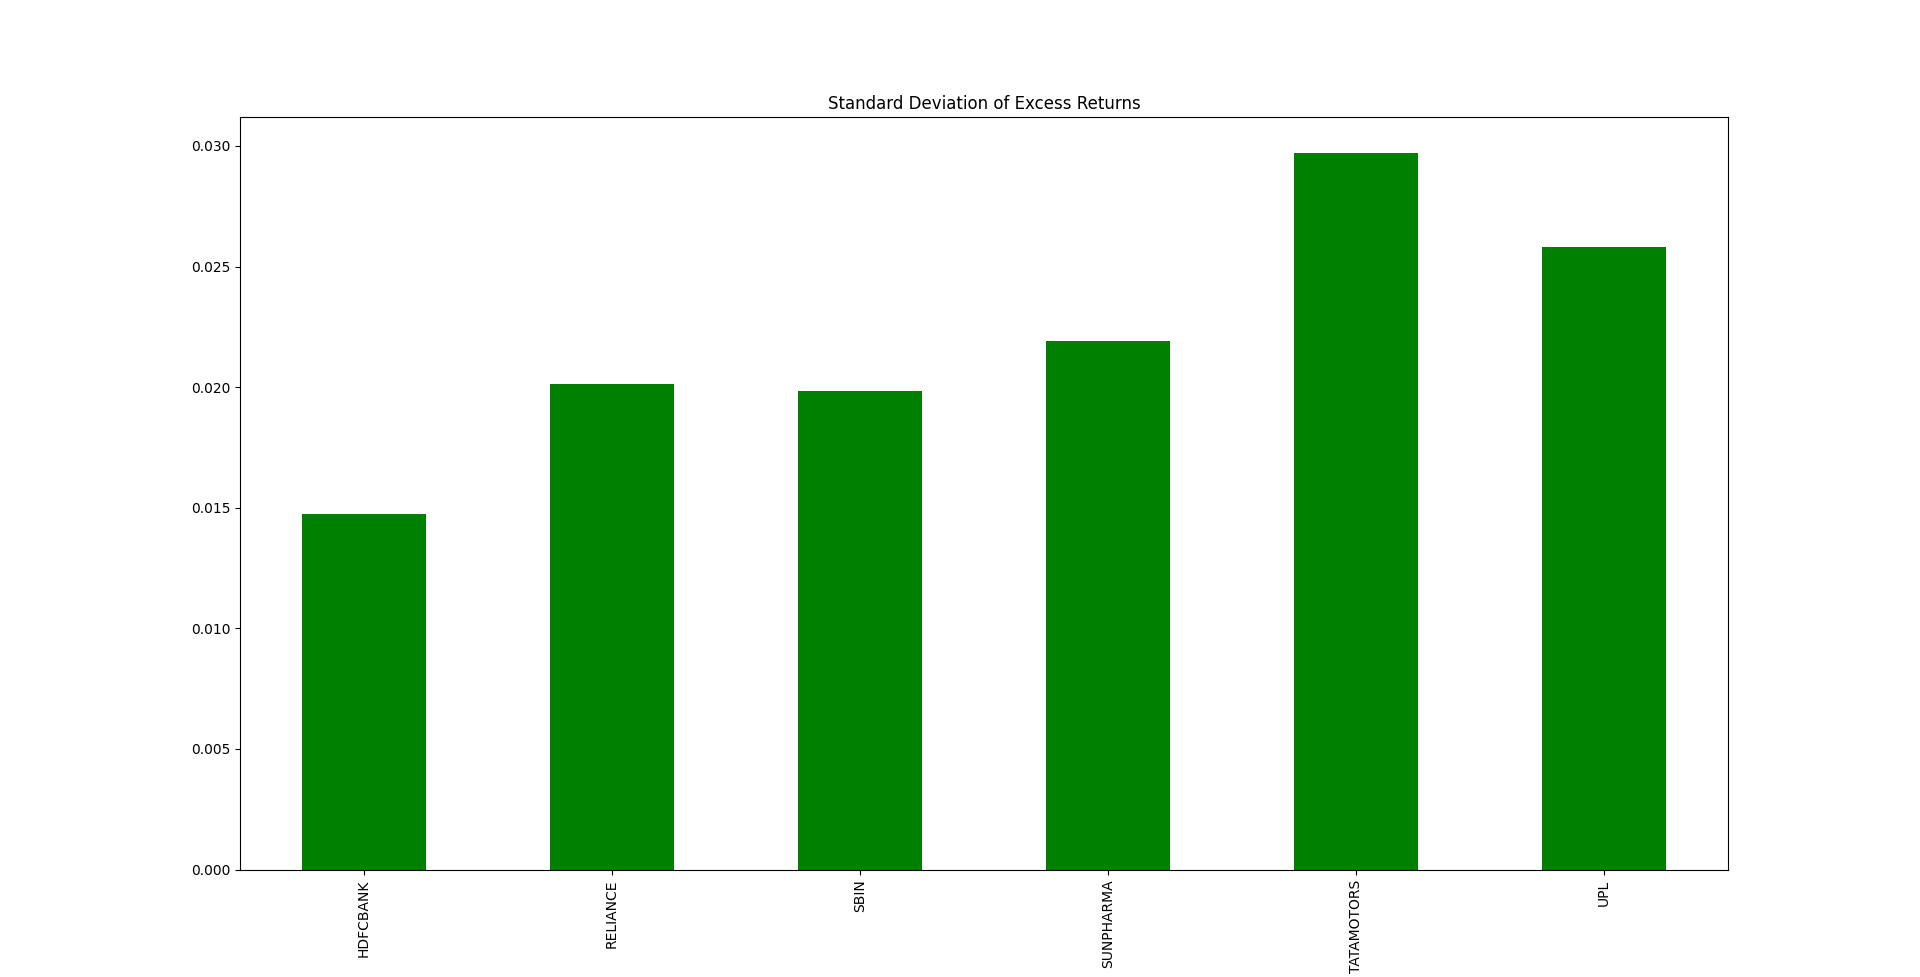 Standard Deviation of Excess Returns
0.030
0.025
0.020
0.015
0.010
0.005
0.000
HDFCBANK
RELIANCE
SBIN
SUNPHARMA
TATAMOTORS
UPL